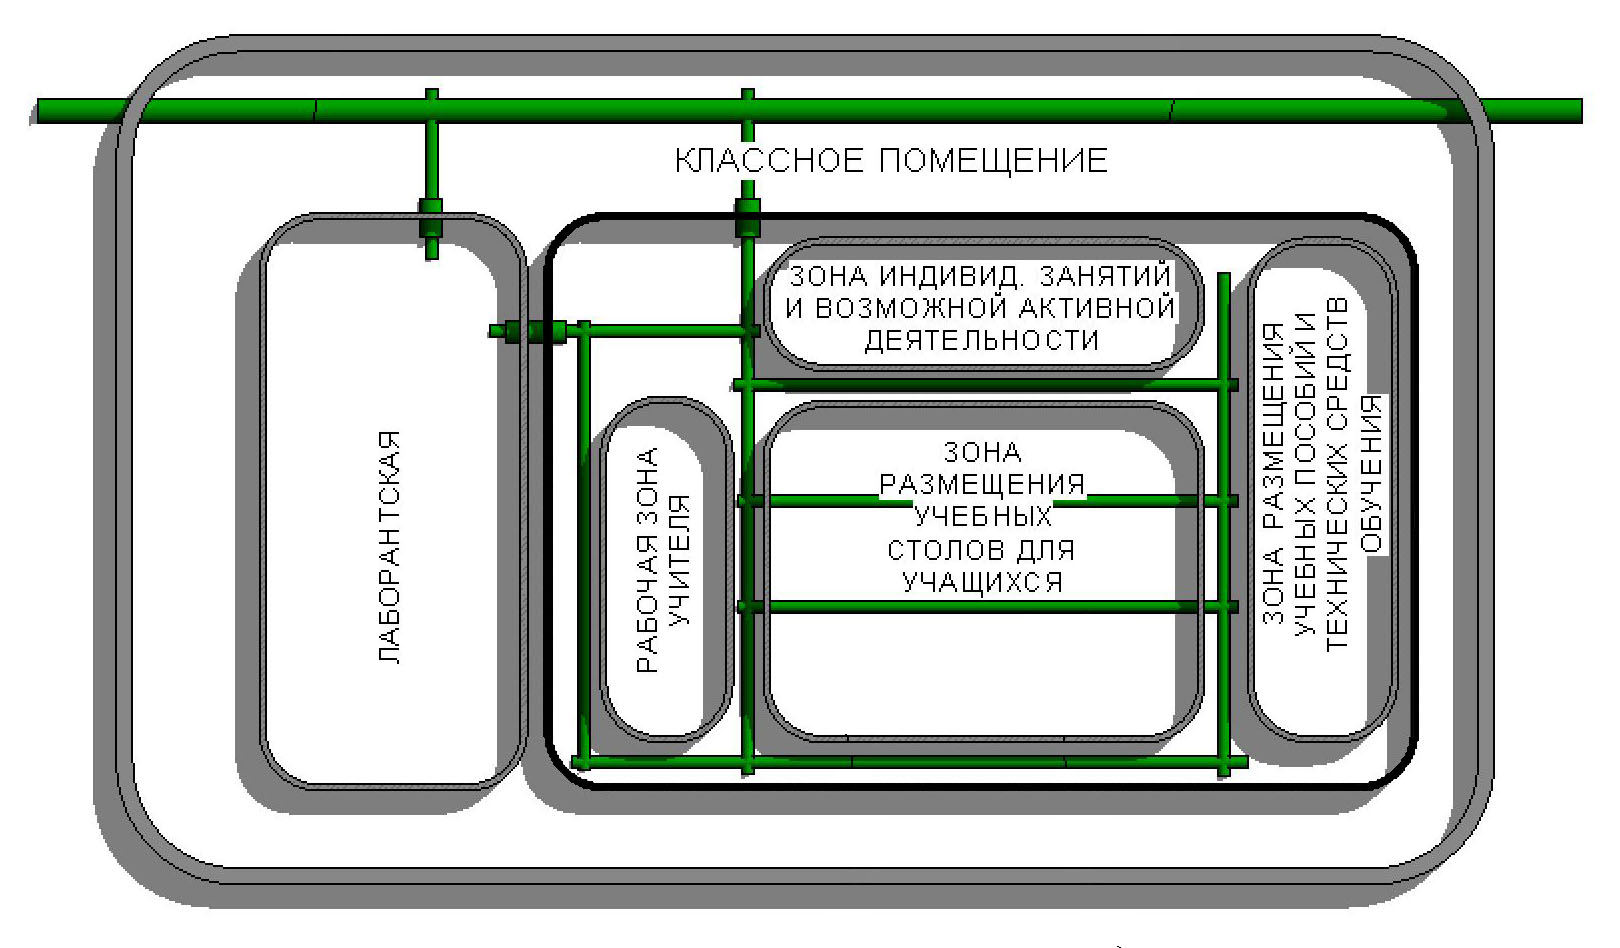 КЛАССНОЕ ПОМЕЩЕНИЕ
ЗОНА ИНДИВИД. ЗАНЯТИЙ
И ВОЗМОЖНОЙ АКТИВНОЙ
ДЕЯТЕЛЬНОСТИ
ЛАБОРАНТСКАЯ
РАБОЧАЯ ЗОНА
УЧИТЕЛЯ
ЗОНА
РАЗМЕЩЕНИЯ
УЧЕБНЫХ
СТОЛОВ ДЛЯ
УЧАЩИХСЯ
ЗОНА РАЗМЕЩЕНИЯ
УЧЕБНЫХ ПОСОБИЙ И
ТЕХНИЧЕСКИХ СРЕДСТВ
ОБУЧЕНИЯ